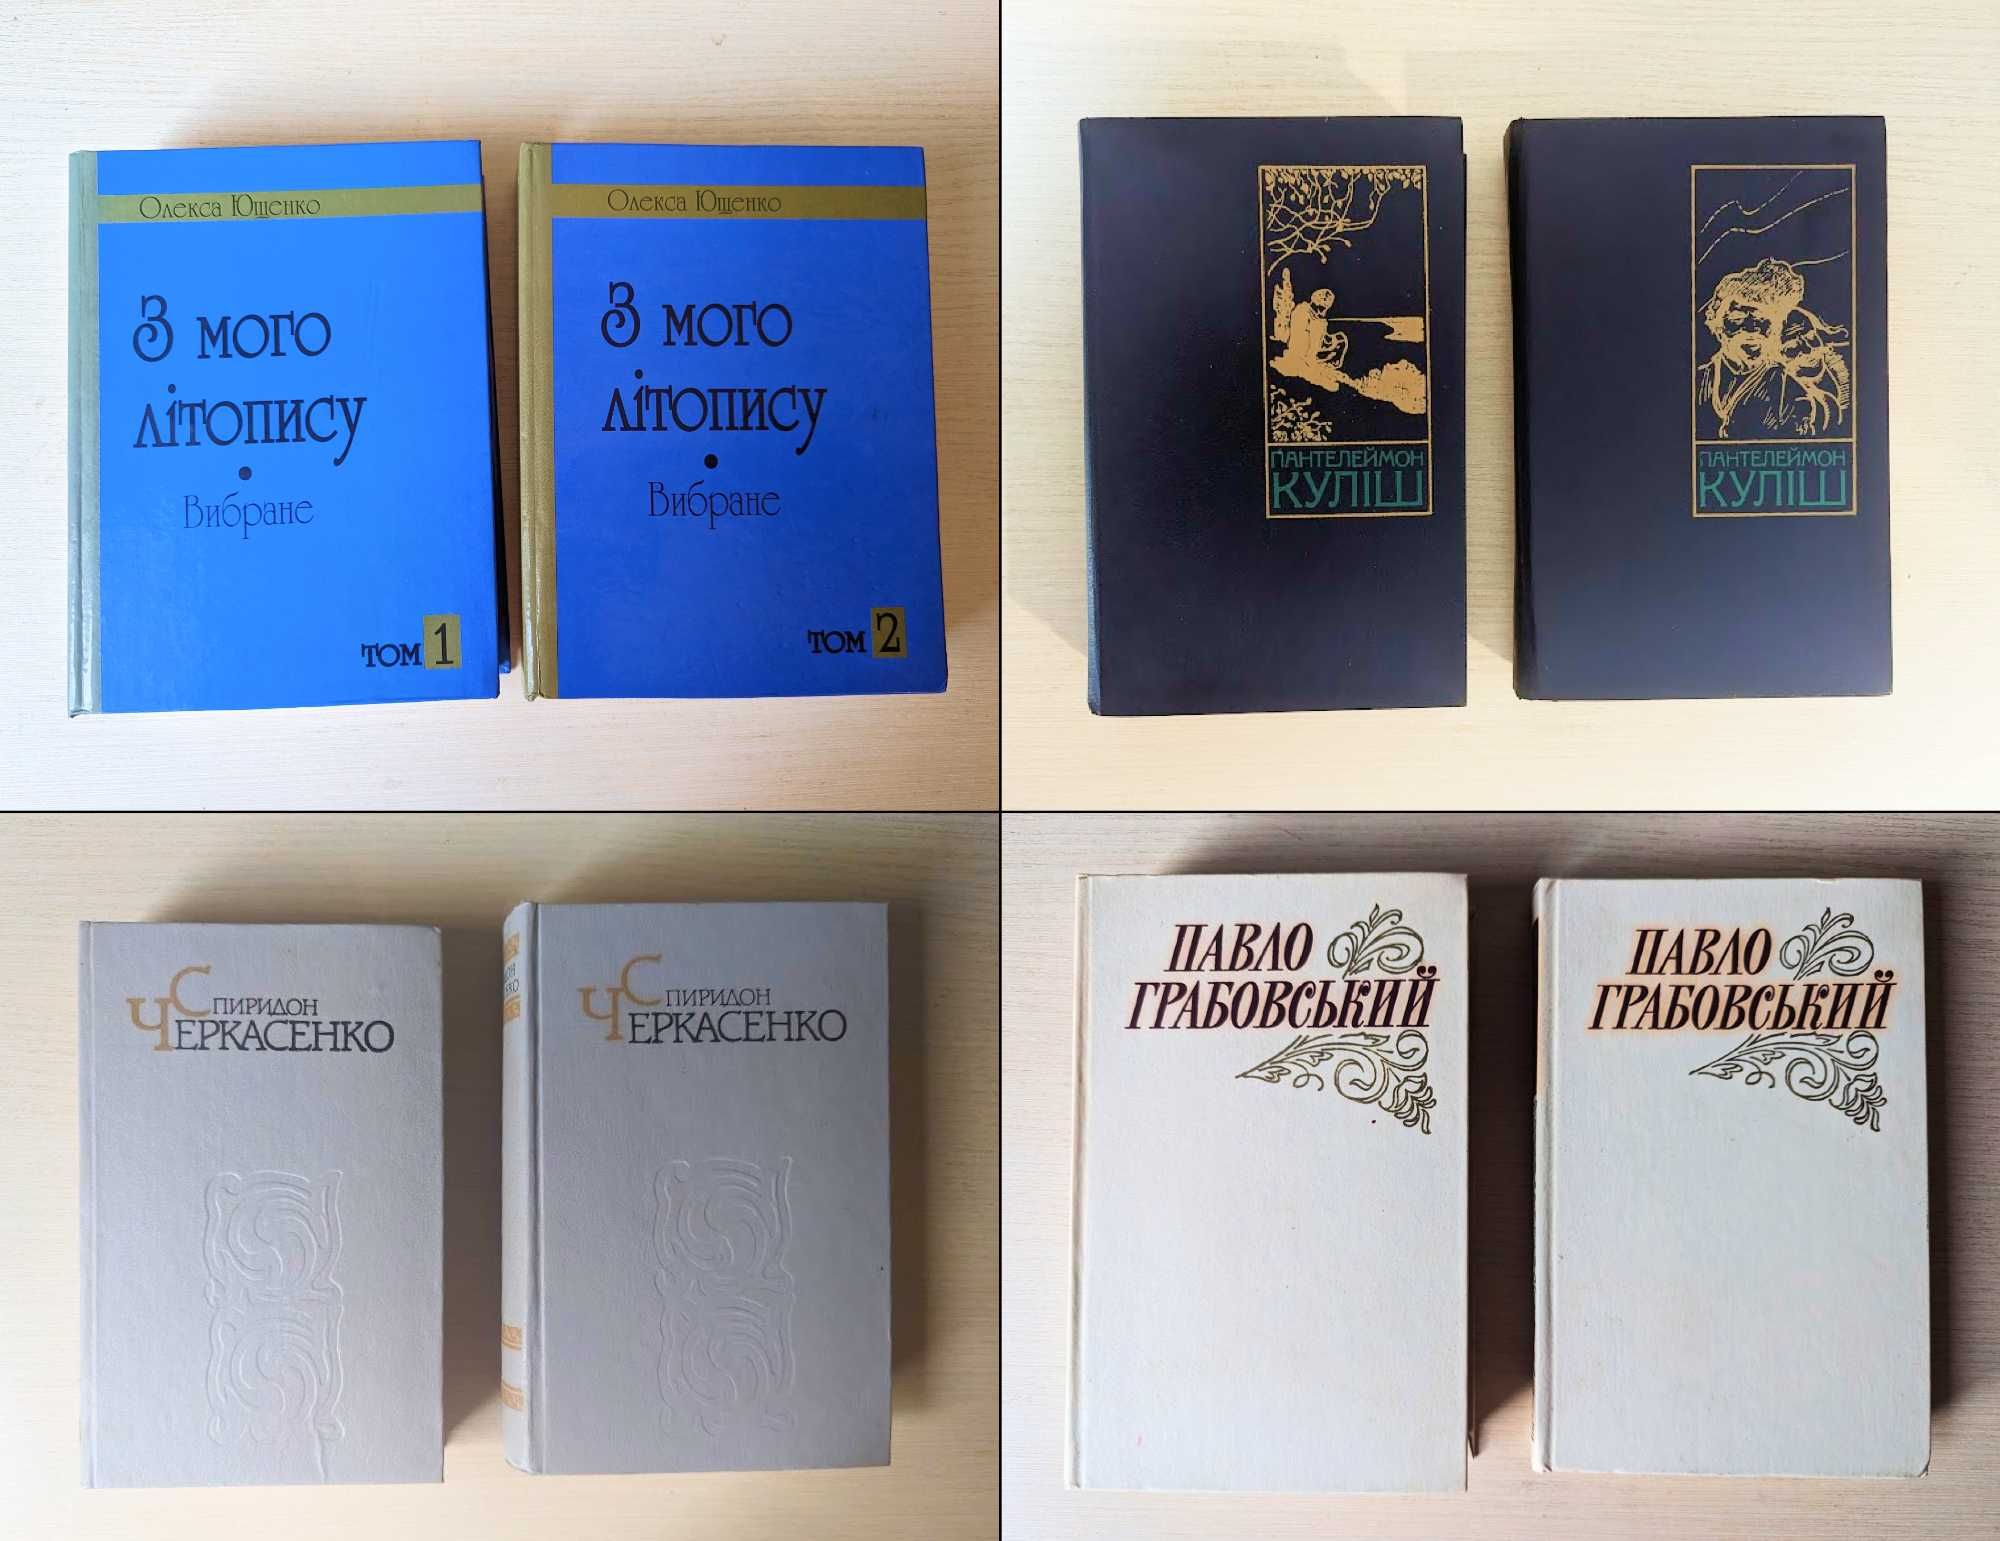 Олекса Ющенко
З мого
літопису
•
Вибране
том 1
Олекса Ющенко
З мого
літопису
•
Вибране
том 2
ПАНТЕЛЕЙМОН
КУЛІШ
ПАНТЕЛЕЙМОН
КУЛІШ
СПИРИДОН
ЧЕРКАСЕНКО
СПИРИДОН
ЧЕРКАСЕНКО
ПАВЛО
ГРАБОВСЬКИЙ
ПАВЛО
ГРАБОВСЬКИЙ